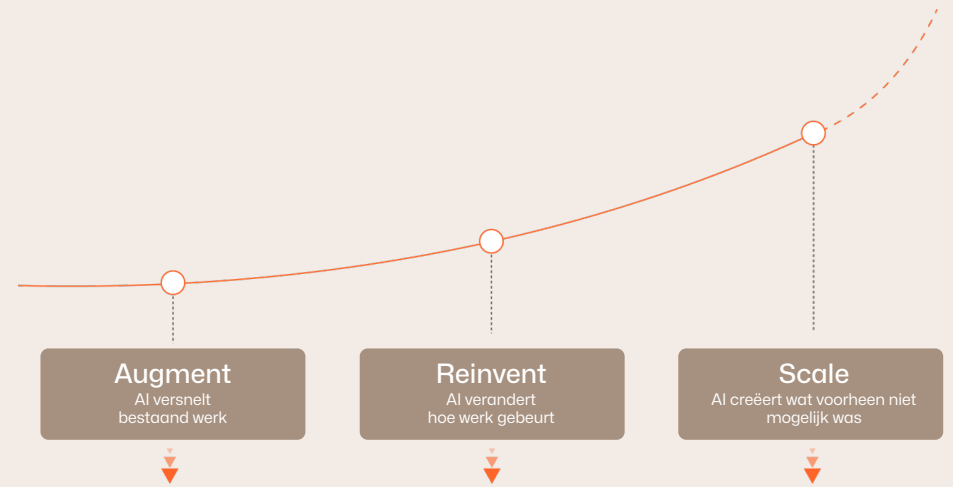 Augment
AI versnelt
bestaand werk
Reinvent
AI verandert
hoe werk gebeurt
Scale
AI creëert wat voorheen niet
mogelijk was